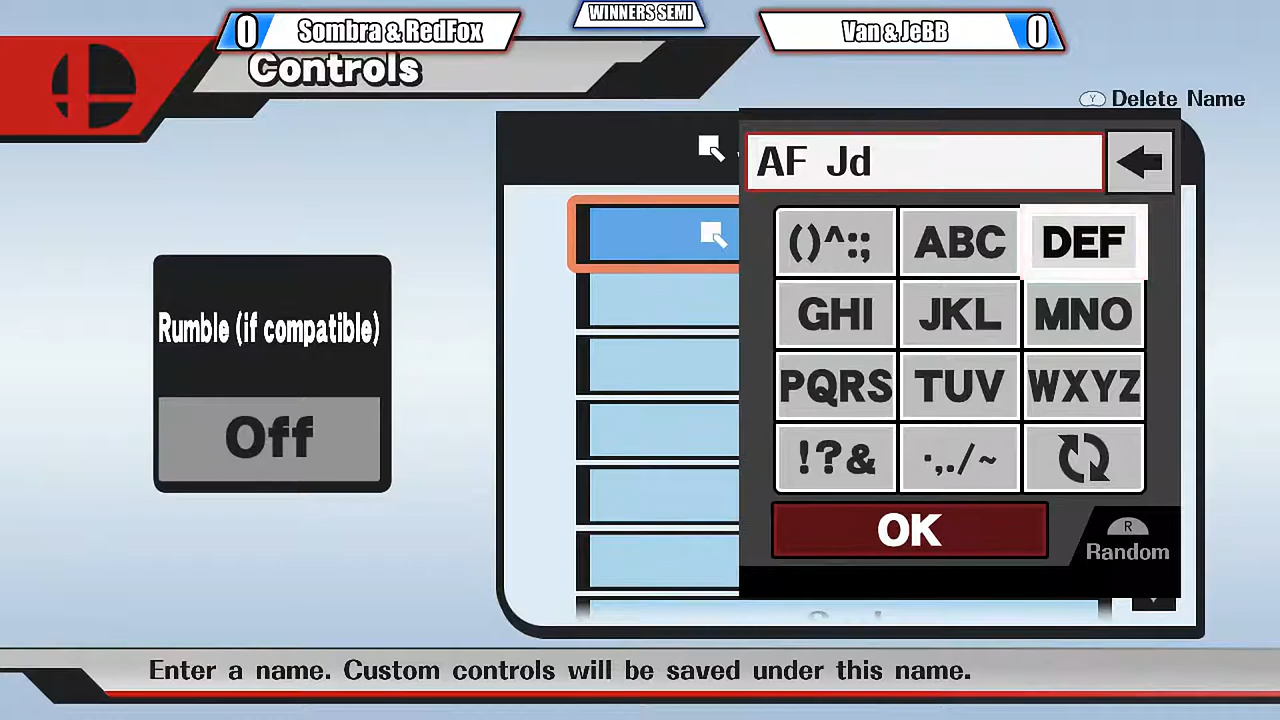 WINNERS SEMI
0 Sombra & RedFox
Van & JeBB 0
Controls
Y Delete Name
AF Jd
()^:; ABC DEF
GHI JKL MNO
PQRS TUV WXYZ
!?& ·,./~
OK
R
Random
Rumble (if compatible)
Off
Enter a name. Custom controls will be saved under this name.